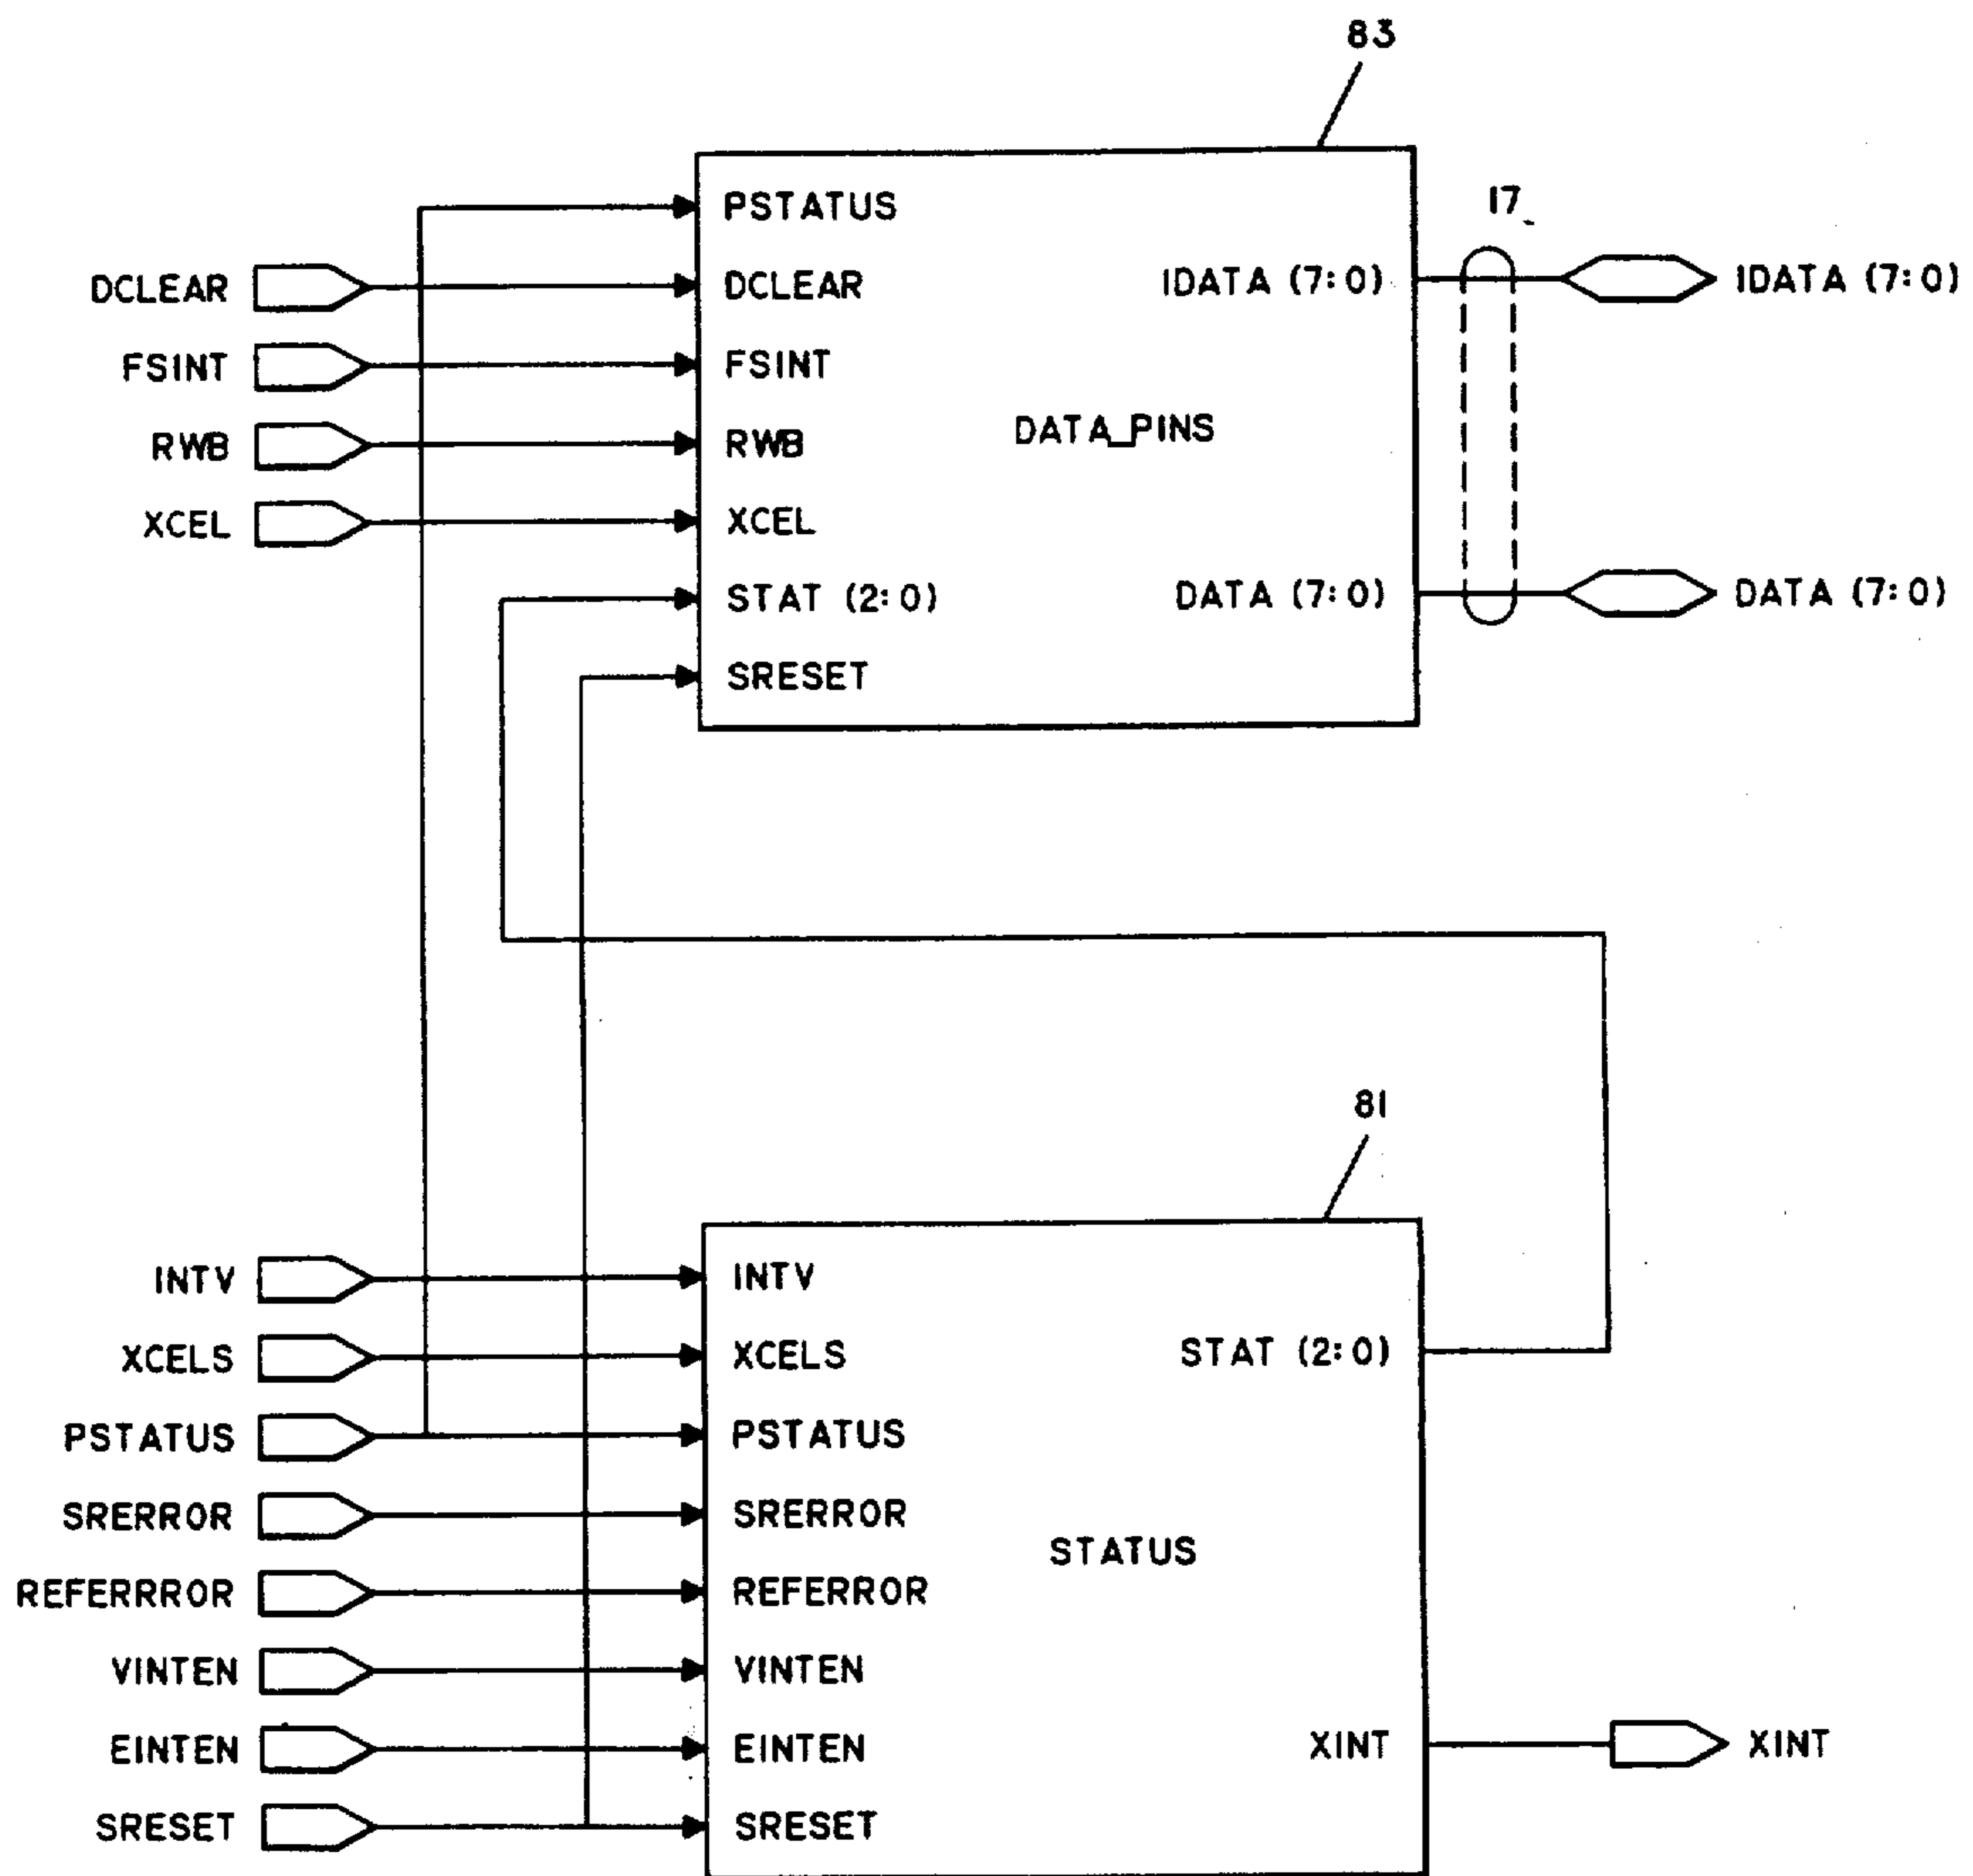 83
PSTATUS
17
DCLEAR DCLEAR IDATA (7:0) IDATA (7:0)
FSINT FSINT
RWB RWB DATA_PINS
XCEL XCEL
STAT (2:0) DATA (7:0) DATA (7:0)
SRESET
81
INTV INTV
XCELS XCELS STAT (2:0)
PSTATUS PSTATUS
SRERROR SRERROR
STATUS
REFERRROR REFERROR
VINTEN VINTEN
EINTEN EINTEN XINT XINT
SRESET SRESET